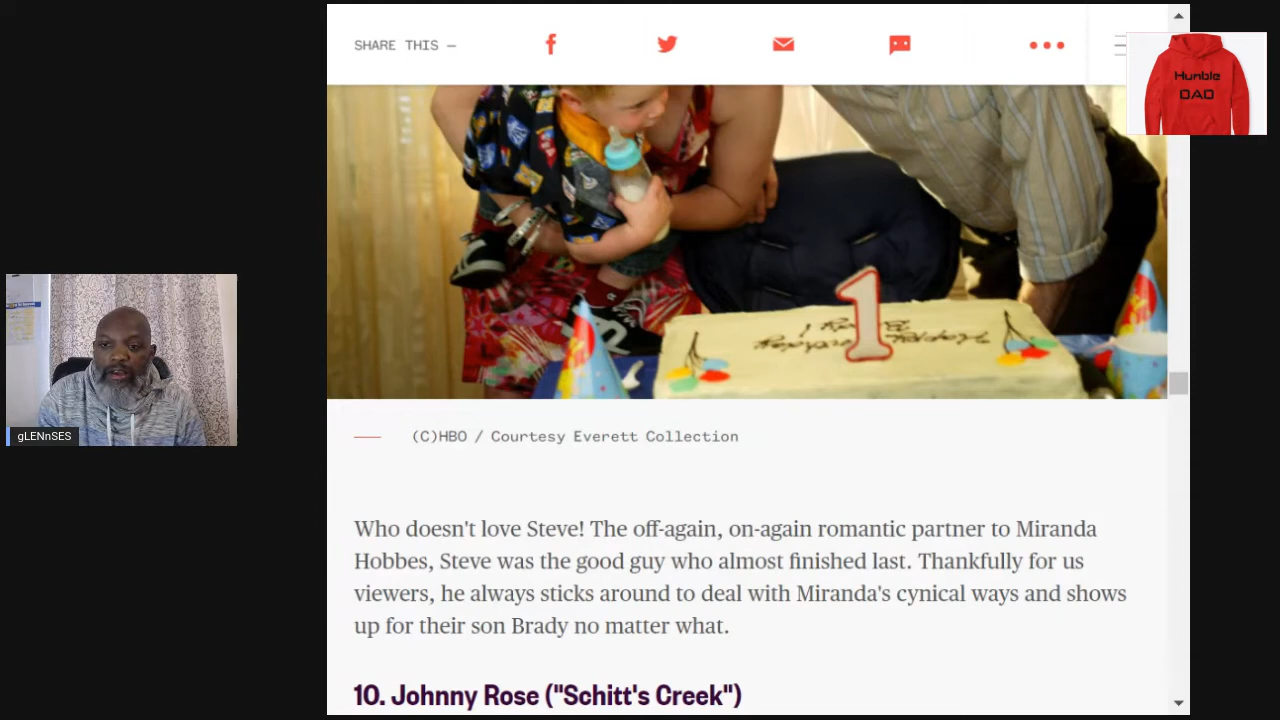 SHARE THIS —
Humble
DAD
Happy
Birthday
1
gLENnSES
(C)HBO / Courtesy Everett Collection
Who doesn't love Steve! The off-again, on-again romantic partner to Miranda
Hobbes, Steve was the good guy who almost finished last. Thankfully for us
viewers, he always sticks around to deal with Miranda's cynical ways and shows
up for their son Brady no matter what.
10. Johnny Rose ("Schitt's Creek")